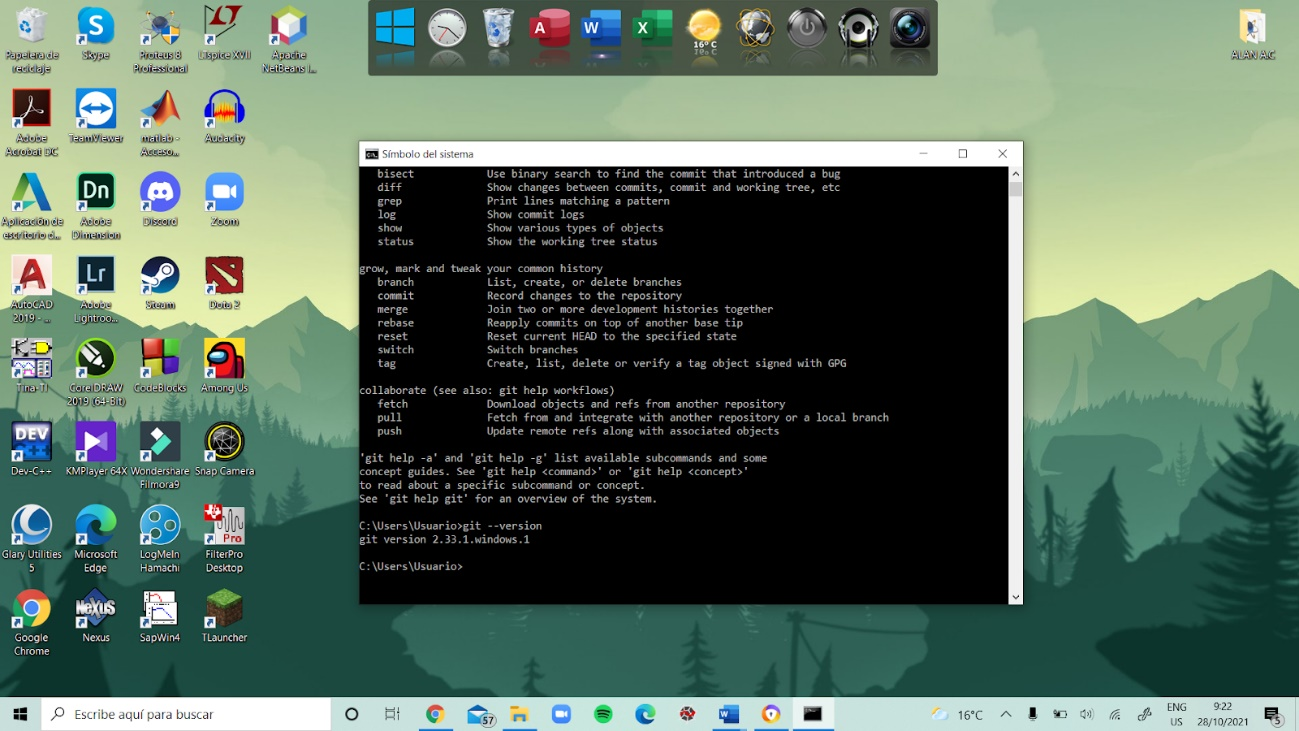 Papelera de
reciclaje
Skype
Proteus 8
Professional
LTspice XVII
Apache
NetBeans I...
A
W
X
16º C
ALAN A.C
Adobe
Acrobat DC
TeamViewer
matlab -
Acceso...
Audacity
Aplicación de
escritorio d...
Dn
Adobe
Dimension
Discord
Zoom
AutoCAD
2019 - ...
Lr
Adobe
Lightroo...
Steam
Dota 2
Tina-TI
CorelDRAW
2019 (64-Bit)
CodeBlocks
Among Us
DEV
Dev-C++
KMPlayer 64X
Wondershare
Filmora9
Snap Camera
Glary Utilities
5
Microsoft
Edge
LogMeIn
Hamachi
Pro
FilterPro
Desktop
Google
Chrome
NeXuS
Nexus
SapWin4
TLauncher
Símbolo del sistema
bisect Use binary search to find the commit that introduced a bug
diff Show changes between commits, commit and working tree, etc
grep Print lines matching a pattern
log Show commit logs
show Show various types of objects
status Show the working tree status
grow, mark and tweak your common history
branch List, create, or delete branches
commit Record changes to the repository
merge Join two or more development histories together
rebase Reapply commits on top of another base tip
reset Reset current HEAD to the specified state
switch Switch branches
tag Create, list, delete or verify a tag object signed with GPG
collaborate (see also: git help workflows)
fetch Download objects and refs from another repository
pull Fetch from and integrate with another repository or a local branch
push Update remote refs along with associated objects
'git help -a' and 'git help -g' list available subcommands and some
concept guides. See 'git help <command>' or 'git help <concept>'
to read about a specific subcommand or concept.
See 'git help git' for an overview of the system.
C:\Users\Usuario>git --version
git version 2.33.1.windows.1
C:\Users\Usuario>
Escribe aquí para buscar
57
16°C
ENG
US
9:22
28/10/2021
5